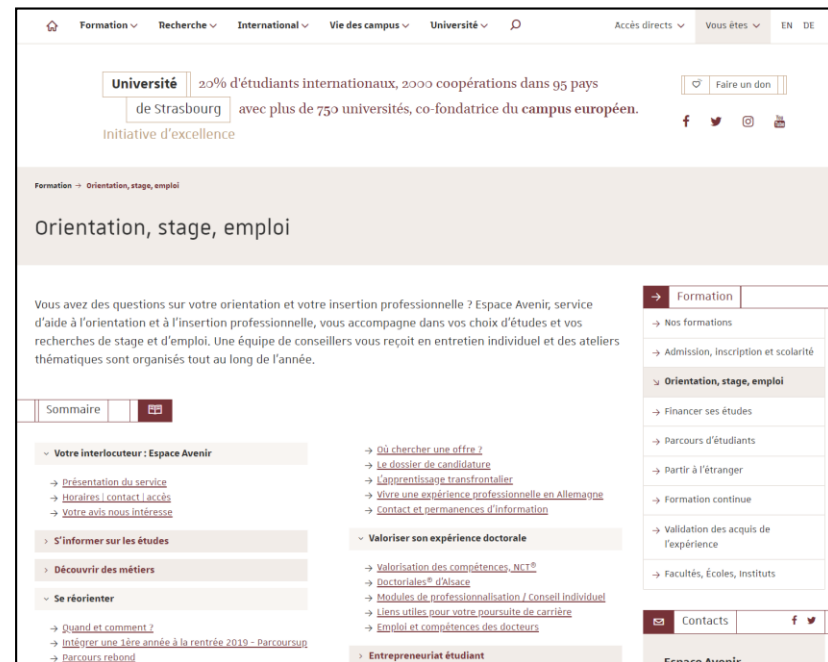 Formation Recherche International Vie des campus Université Accès directs Vous êtes EN DE
Université 20% d'étudiants internationaux, 2000 coopérations dans 95 pays
de Strasbourg avec plus de 750 universités, co-fondatrice du campus européen.
Initiative d'excellence
Faire un don
Formation → Orientation, stage, emploi
Orientation, stage, emploi
Vous avez des questions sur votre orientation et votre insertion professionnelle ? Espace Avenir, service
d'aide à l'orientation et à l'insertion professionnelle, vous accompagne dans vos choix d'études et vos
recherches de stage et d'emploi. Une équipe de conseillers vous reçoit en entretien individuel et des ateliers
thématiques sont organisés tout au long de l'année.
Sommaire
Votre interlocuteur : Espace Avenir
→ Présentation du service
→ Horaires | contact | accès
→ Votre avis nous intéresse
› S'informer sur les études
› Découvrir des métiers
Se réorienter
→ Quand et comment ?
→ Intégrer une 1ère année à la rentrée 2019 - Parcoursup
→ Parcours rebond
→ Où chercher une offre ?
→ Le dossier de candidature
→ L'apprentissage transfrontalier
→ Vivre une expérience professionnelle en Allemagne
→ Contact et permanences d'information
Valoriser son expérience doctorale
→ Valorisation des compétences, NCT®
→ Doctoriales® d'Alsace
→ Modules de professionnalisation / Conseil individuel
→ Liens utiles pour votre poursuite de carrière
→ Emploi et compétences des docteurs
› Entrepreneuriat étudiant
→ Formation
→ Nos formations
→ Admission, inscription et scolarité
↘ Orientation, stage, emploi
→ Financer ses études
→ Parcours d'étudiants
→ Partir à l'étranger
→ Formation continue
→ Validation des acquis de
l'expérience
→ Facultés, Écoles, Instituts
Contacts
Espace Avenir